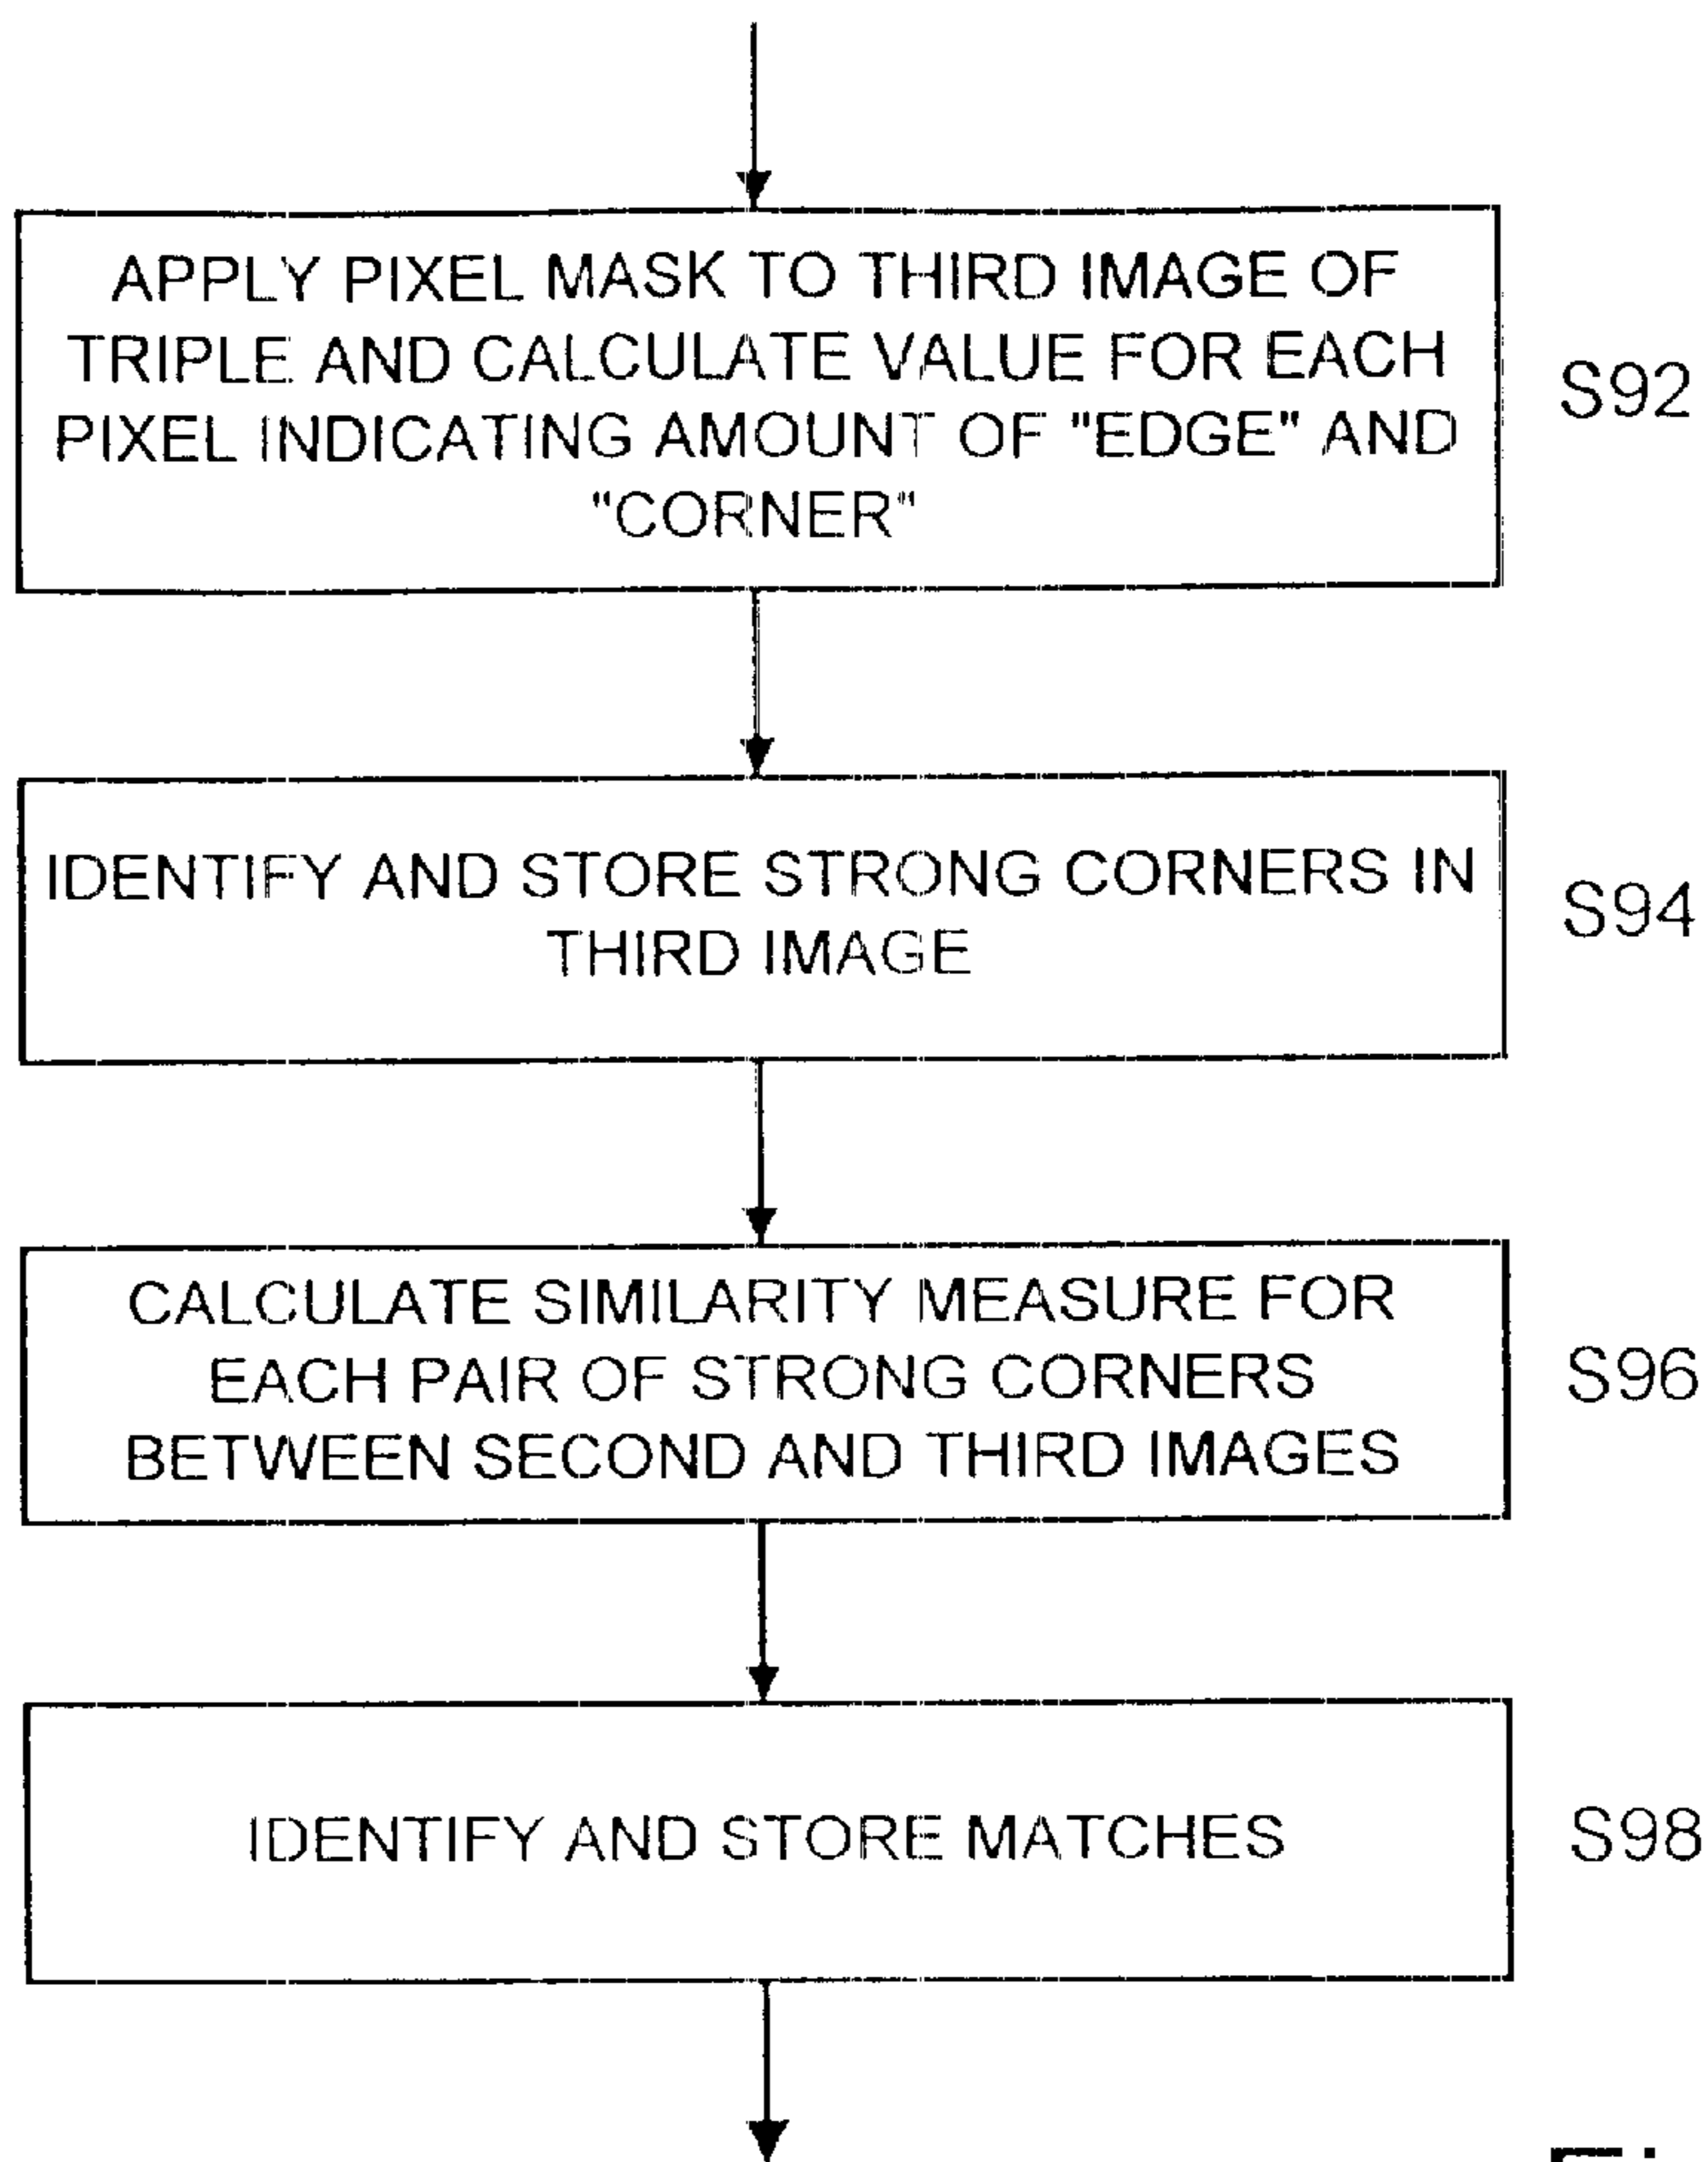 APPLY PIXEL MASK TO THIRD IMAGE OF
TRIPLE AND CALCULATE VALUE FOR EACH
PIXEL INDICATING AMOUNT OF "EDGE" AND
"CORNER"
S92
IDENTIFY AND STORE STRONG CORNERS IN
THIRD IMAGE
S94
CALCULATE SIMILARITY MEASURE FOR
EACH PAIR OF STRONG CORNERS
BETWEEN SECOND AND THIRD IMAGES
S96
IDENTIFY AND STORE MATCHES
S98